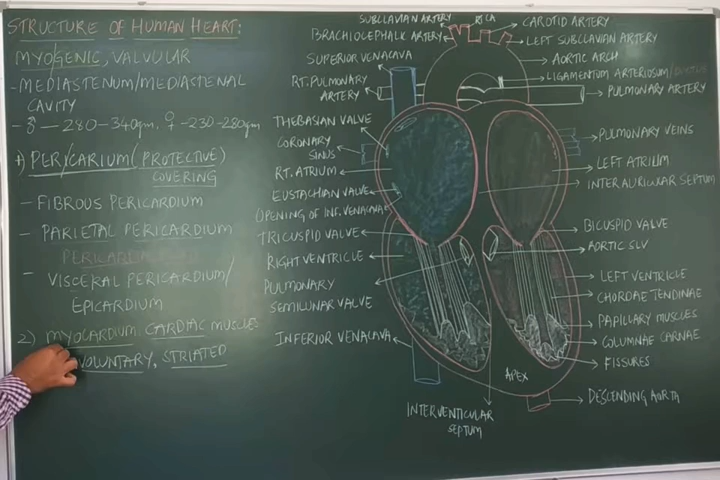 STRUCTURE OF HUMAN HEART:
MYOGENIC, VALVULAR
- MEDIASTENUM/MEDIASTENAL
CAVITY
- ♂ — 280-340gm, ♀ -230-280gm
1) PERICARIUM (PROTECTIVE)
COVERING
- FIBROUS PERICARDIUM
- PARIETAL PERICARDIUM
- VISCERAL PERICARDIUM/
EPICARDIUM
2) MYOCARDIUM CARDIAC MUSCLES
VOLUNTARY, STRIATED
SUBCLAVIAN ARTERY
BRACHIOCEPHALK ARTERY
SUPERIOR VENACAVA
RT. PULMONARY
ARTERY
THEBASIAN VALVE
CORONARY
SINUS
RT. ATRIUM
EUSTACHIAN VALVE
OPENING OF INF. VENACAVA
TRICUSPID VALVE
RIGHT VENTRICLE
PULMONARY
SEMILUNAR VALVE
INFERIOR VENACAVA
INTERVENTICULAR
SEPTUM
APEX
CA
CAROTID ARTERY
LEFT SUBCLAVIAN ARTERY
AORTIC ARCH
LIGAMENTUM ARTERIOSUM/
PULMONARY ARTERY
PULMONARY VEINS
LEFT ATRIUM
INTERAURICULAR SEPTUM
BICUSPID VALVE
AORTIC SLV
LEFT VENTRICLE
CHORDAE TENDINAE
PAPILLARY MUSCLES
COLUMNAE CARNAE
FISSURES
DESCENDING AORTA